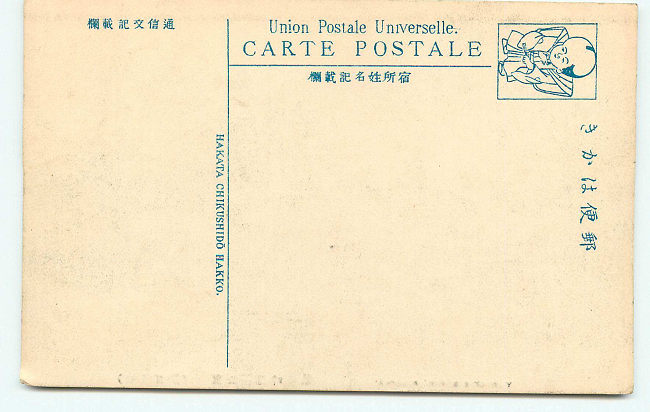 通信文記載欄
Union Postale Universelle.
CARTE POSTALE
宿所姓名記載欄
郵便はかき
HAKATA CHIKUSHIDŌ HAKKO.